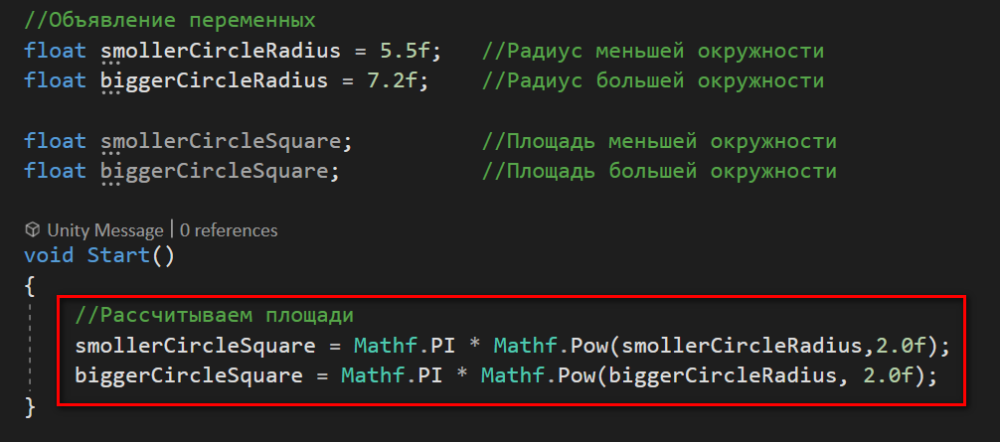 //Объявление переменных
float smollerCircleRadius = 5.5f;   //Радиус меньшей окружности
float biggerCircleRadius = 7.2f;    //Радиус большей окружности
float smollerCircleSquare;          //Площадь меньшей окружности
float biggerCircleSquare;           //Площадь большей окружности
Unity Message | 0 references
void Start()
{
    //Рассчитываем площади
    smollerCircleSquare = Mathf.PI * Mathf.Pow(smollerCircleRadius,2.0f);
    biggerCircleSquare = Mathf.PI * Mathf.Pow(biggerCircleRadius, 2.0f);
}